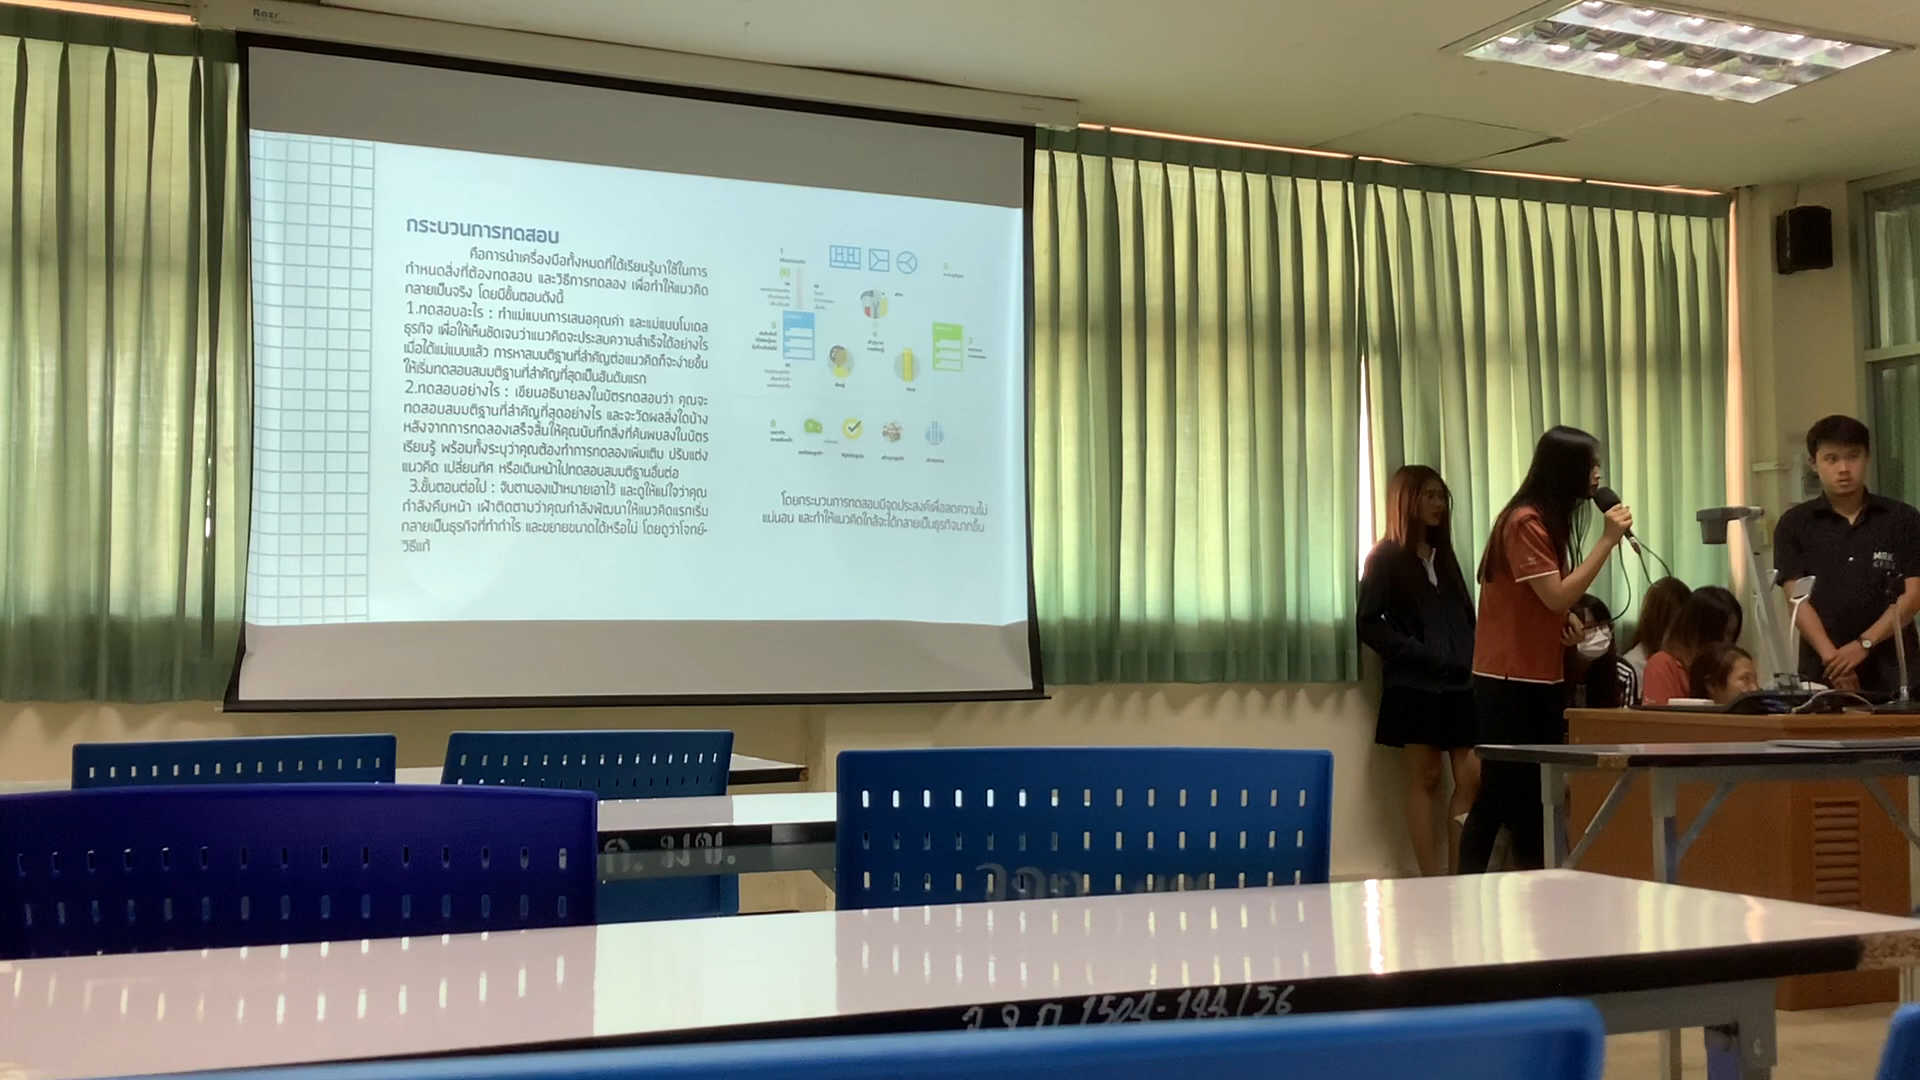 กระบวนการทดสอบ
คือการนำเครื่องมือทั้งหมดที่ได้เรียนรู้มาใช้ในการ
กำหนดสิ่งที่ต้องทดสอบ และวิธีการทดลอง เพื่อทำให้แนวคิด
กลายเป็นจริง โดยมีขั้นตอนดังนี้
1.ทดสอบอะไร : ทำแม่แบบการเสนอคุณค่า และแม่แบบโมเดล
ธุรกิจ เพื่อให้เห็นชัดเจนว่าแนวคิดจะประสบความสำเร็จได้อย่างไร
เมื่อได้แม่แบบแล้ว การหาสมมติฐานที่สำคัญต่อแนวคิดก็จะง่ายขึ้น
ให้เริ่มทดสอบสมมติฐานที่สำคัญที่สุดเป็นอันดับแรก
2.ทดสอบอย่างไร : เขียนอธิบายลงในบัตรทดสอบว่า คุณจะ
ทดสอบสมมติฐานที่สำคัญที่สุดอย่างไร และจะวัดผลสิ่งใดบ้าง
หลังจากการทดลองเสร็จสิ้นให้คุณบันทึกสิ่งที่ค้นพบลงในบัตร
เรียนรู้ พร้อมทั้งระบุว่าคุณต้องทำการทดลองเพิ่มเติม ปรับแต่ง
แนวคิด เปลี่ยนทิศ หรือเดินหน้าไปทดสอบสมมติฐานอื่นต่อ
3.ขั้นตอนต่อไป : จับตามองเป้าหมายเอาไว้ และดูให้แน่ใจว่าคุณ
กำลังคืบหน้า เฝ้าติดตามว่าคุณกำลังพัฒนาให้แนวคิดแรกเริ่ม
กลายเป็นธุรกิจที่ทำกำไร และขยายขนาดได้หรือไม่ โดยดูว่าโจทย์-
วิธีแก้
1
2
3
4
5
6
โดยกระบวนการทดสอบมีจุดประสงค์เพื่อลดความไม่
แน่นอน และทำให้แนวคิดใกล้จะได้กลายเป็นธุรกิจมากขึ้น
Razr
ค. มข.
วจก 1504-144/56